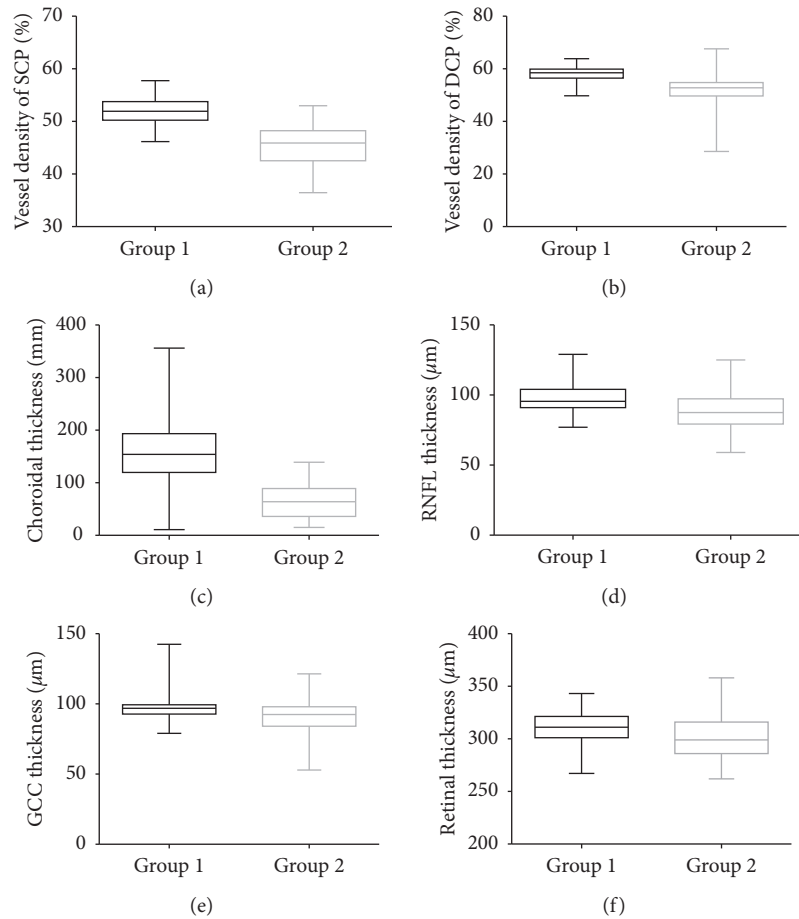 Vessel density of SCP (%)
70
60
50
40
30
Group 1 Group 2
(a)
Vessel density of DCP (%)
80
60
40
20
0
Group 1 Group 2
(b)
Choroidal thickness (mm)
400
300
200
100
0
Group 1 Group 2
(c)
RNFL thickness (μm)
150
100
50
0
Group 1 Group 2
(d)
GCC thickness (μm)
150
100
50
0
Group 1 Group 2
(e)
Retinal thickness (μm)
400
350
300
250
200
Group 1 Group 2
(f)